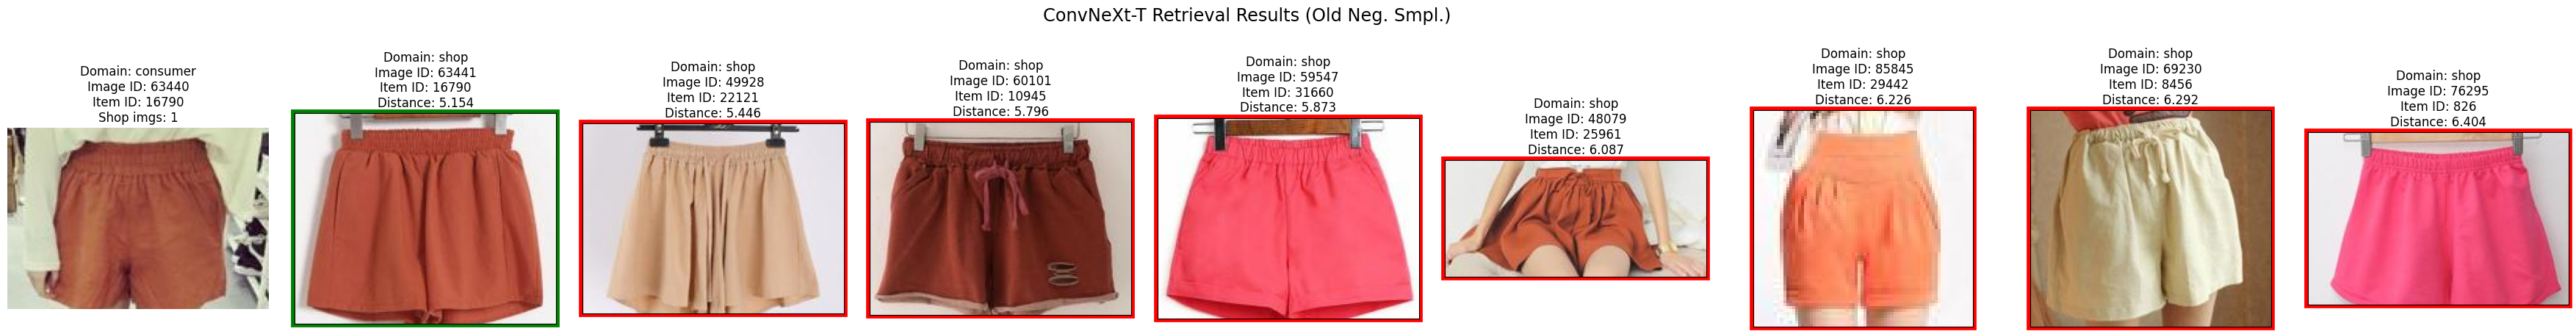 ConvNeXt-T Retrieval Results (Old Neg. Smpl.)
Domain: consumer
Image ID: 63440
Item ID: 16790
Shop imgs: 1
Domain: shop
Image ID: 63441
Item ID: 16790
Distance: 5.154
Domain: shop
Image ID: 49928
Item ID: 22121
Distance: 5.446
Domain: shop
Image ID: 60101
Item ID: 10945
Distance: 5.796
Domain: shop
Image ID: 59547
Item ID: 31660
Distance: 5.873
Domain: shop
Image ID: 48079
Item ID: 25961
Distance: 6.087
Domain: shop
Image ID: 85845
Item ID: 29442
Distance: 6.226
Domain: shop
Image ID: 69230
Item ID: 8456
Distance: 6.292
Domain: shop
Image ID: 76295
Item ID: 826
Distance: 6.404